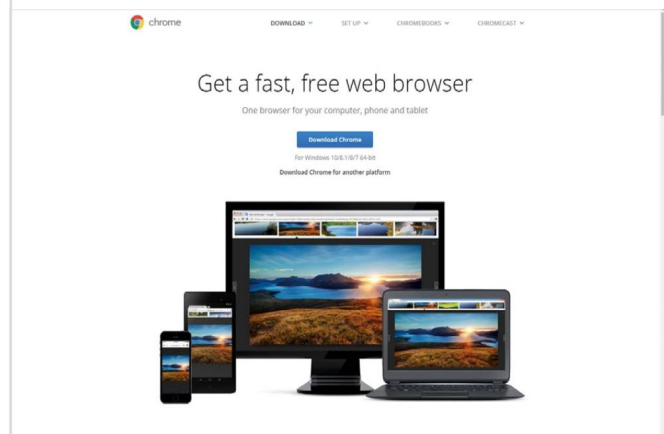 chrome
DOWNLOAD
SET UP
CHROMEBOOKS
CHROMECAST
Get a fast, free web browser
One browser for your computer, phone and tablet
Download Chrome
For Windows 10/8.1/8/7 64-bit
Download Chrome for another platform